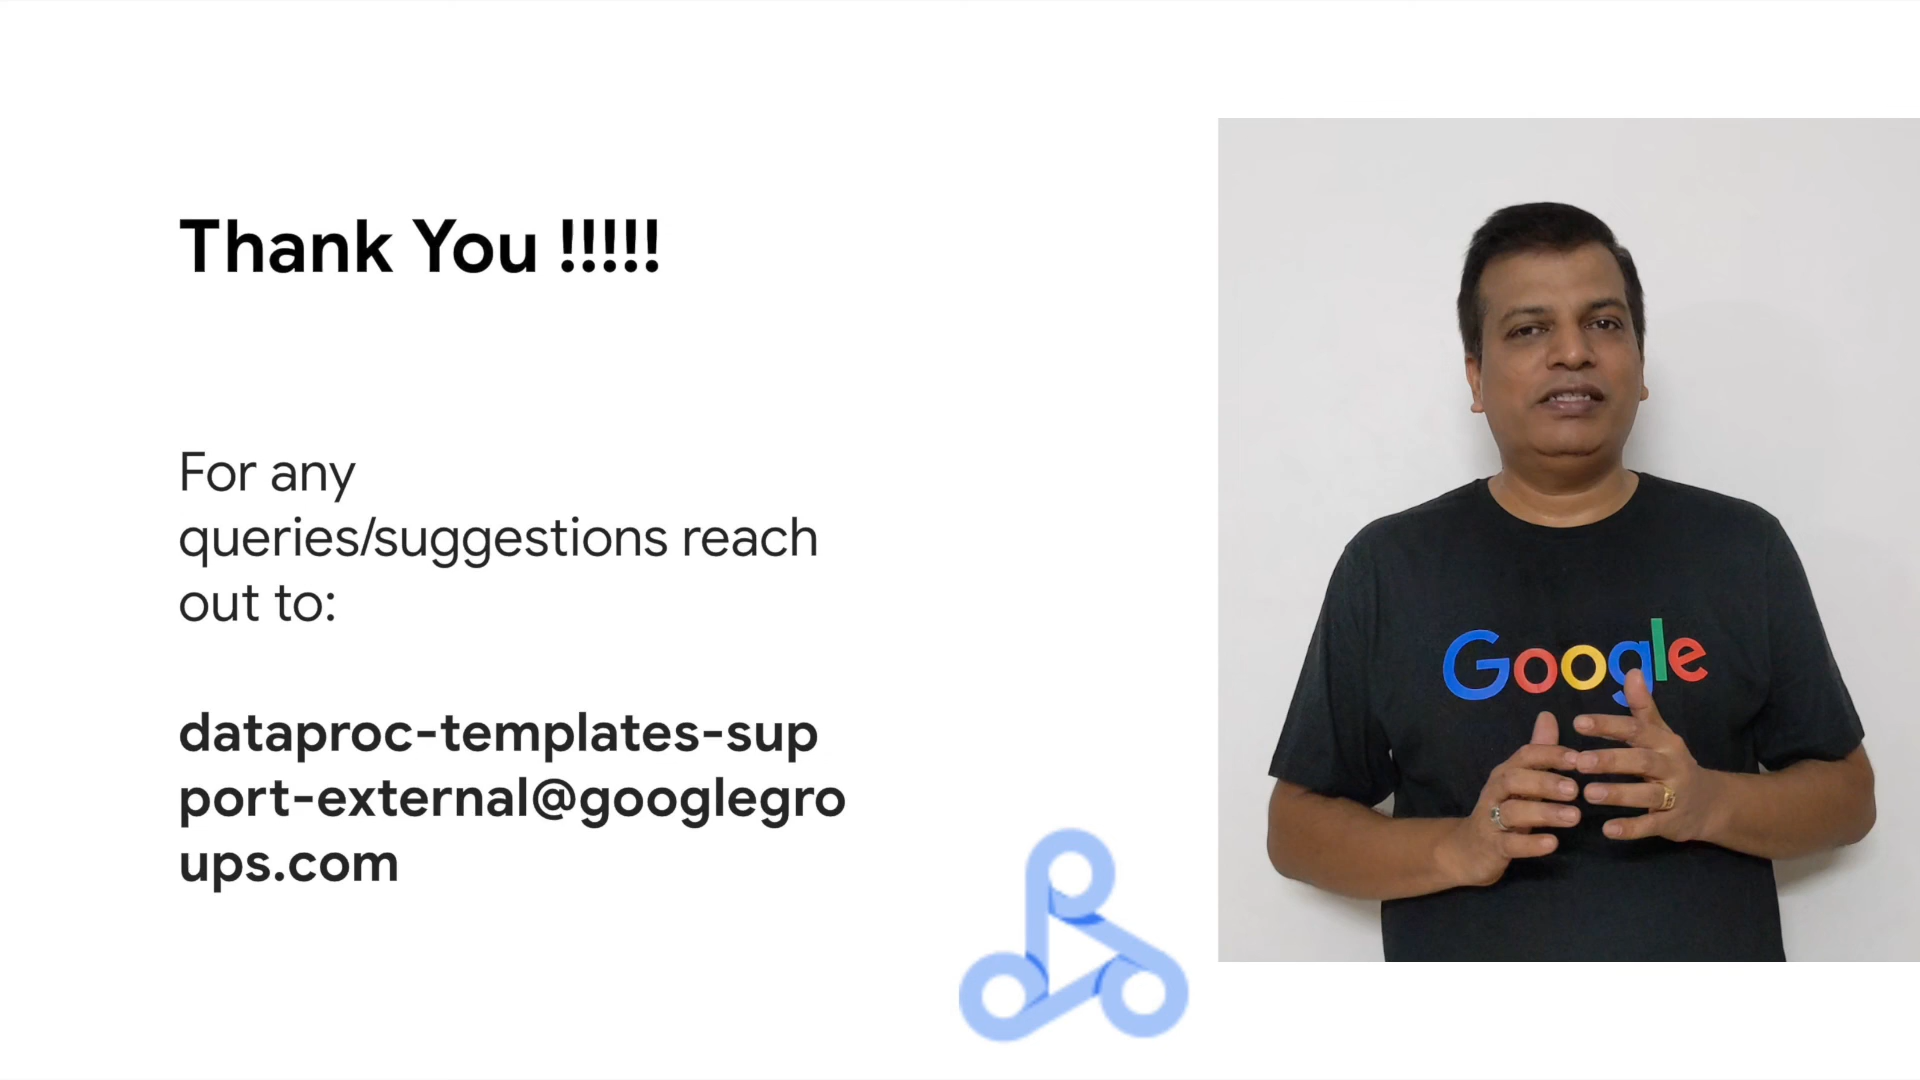 Thank You !!!!!
For any
queries/suggestions reach
out to:
dataproc-templates-sup
port-external@googlegro
ups.com
Google